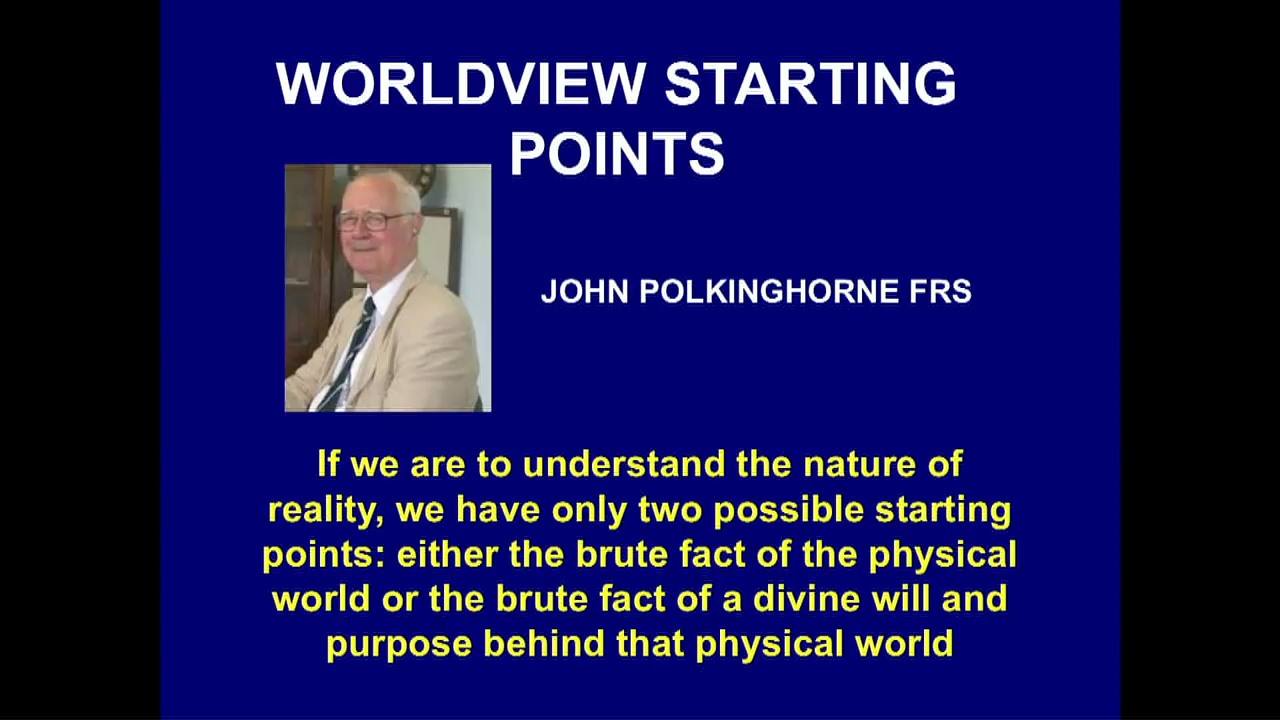 WORLDVIEW STARTING
POINTS
JOHN POLKINGHORNE FRS
If we are to understand the nature of
reality, we have only two possible starting
points: either the brute fact of the physical
world or the brute fact of a divine will and
purpose behind that physical world